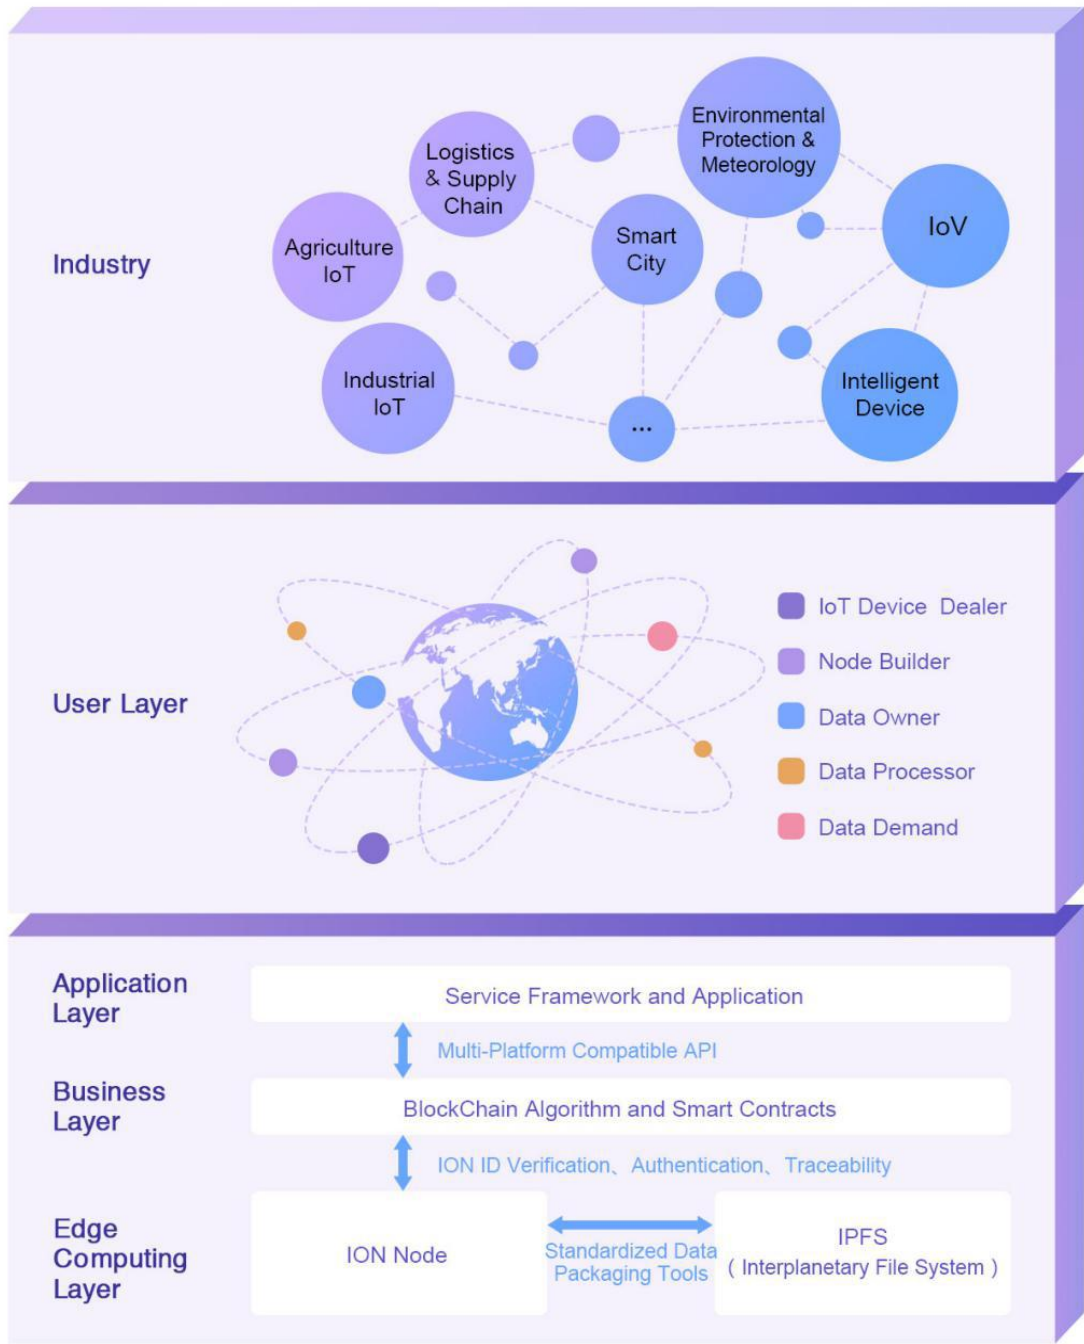 Industry
Agriculture
IoT
Logistics
& Supply
Chain
Environmental
Protection &
Meteorology
Smart
City
IoV
Industrial
IoT
...
Intelligent
Device
User Layer
IoT Device Dealer
Node Builder
Data Owner
Data Processor
Data Demand
Application
Layer
Service Framework and Application
Multi-Platform Compatible API
Business
Layer
BlockChain Algorithm and Smart Contracts
ION ID Verification、Authentication、Traceability
Edge
Computing
Layer
ION Node
Standardized Data
Packaging Tools
IPFS
( Interplanetary File System )